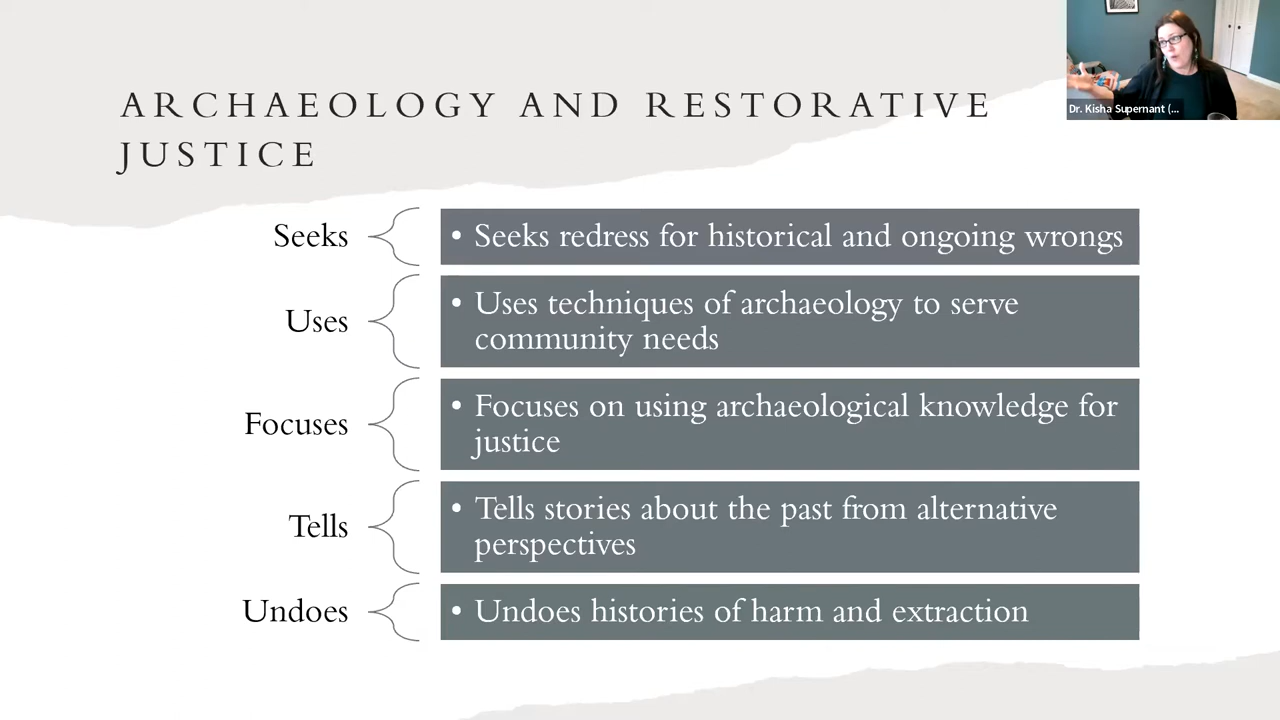 ARCHAEOLOGY AND RESTORATIVE
JUSTICE
Dr. Kisha Supernant (...
Seeks
• Seeks redress for historical and ongoing wrongs
Uses
• Uses techniques of archaeology to serve
community needs
Focuses
• Focuses on using archaeological knowledge for
justice
Tells
• Tells stories about the past from alternative
perspectives
Undoes
• Undoes histories of harm and extraction